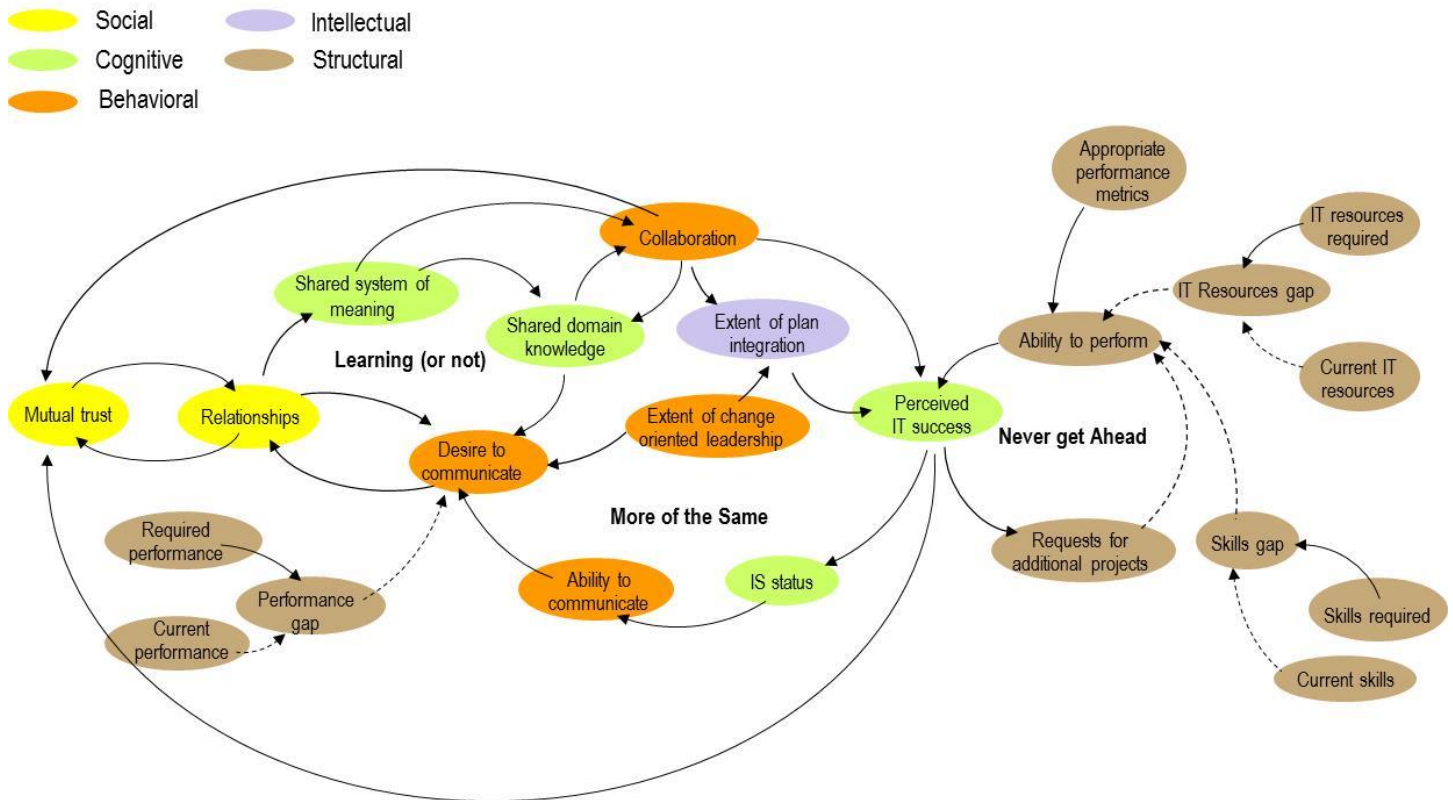 Social
Intellectual
Cognitive
Structural
Behavioral
Appropriate
performance
metrics
IT resources
required
Collaboration
Shared system of
meaning
IT Resources gap
Shared domain
knowledge
Extent of plan
integration
Ability to perform
Learning (or not)
Current IT
resources
Mutual trust
Relationships
Extent of change
oriented leadership
Perceived
IT success
Never get Ahead
Desire to
communicate
More of the Same
Required
performance
Requests for
additional projects
Skills gap
Performance
gap
Ability to
communicate
IS status
Skills required
Current
performance
Current skills